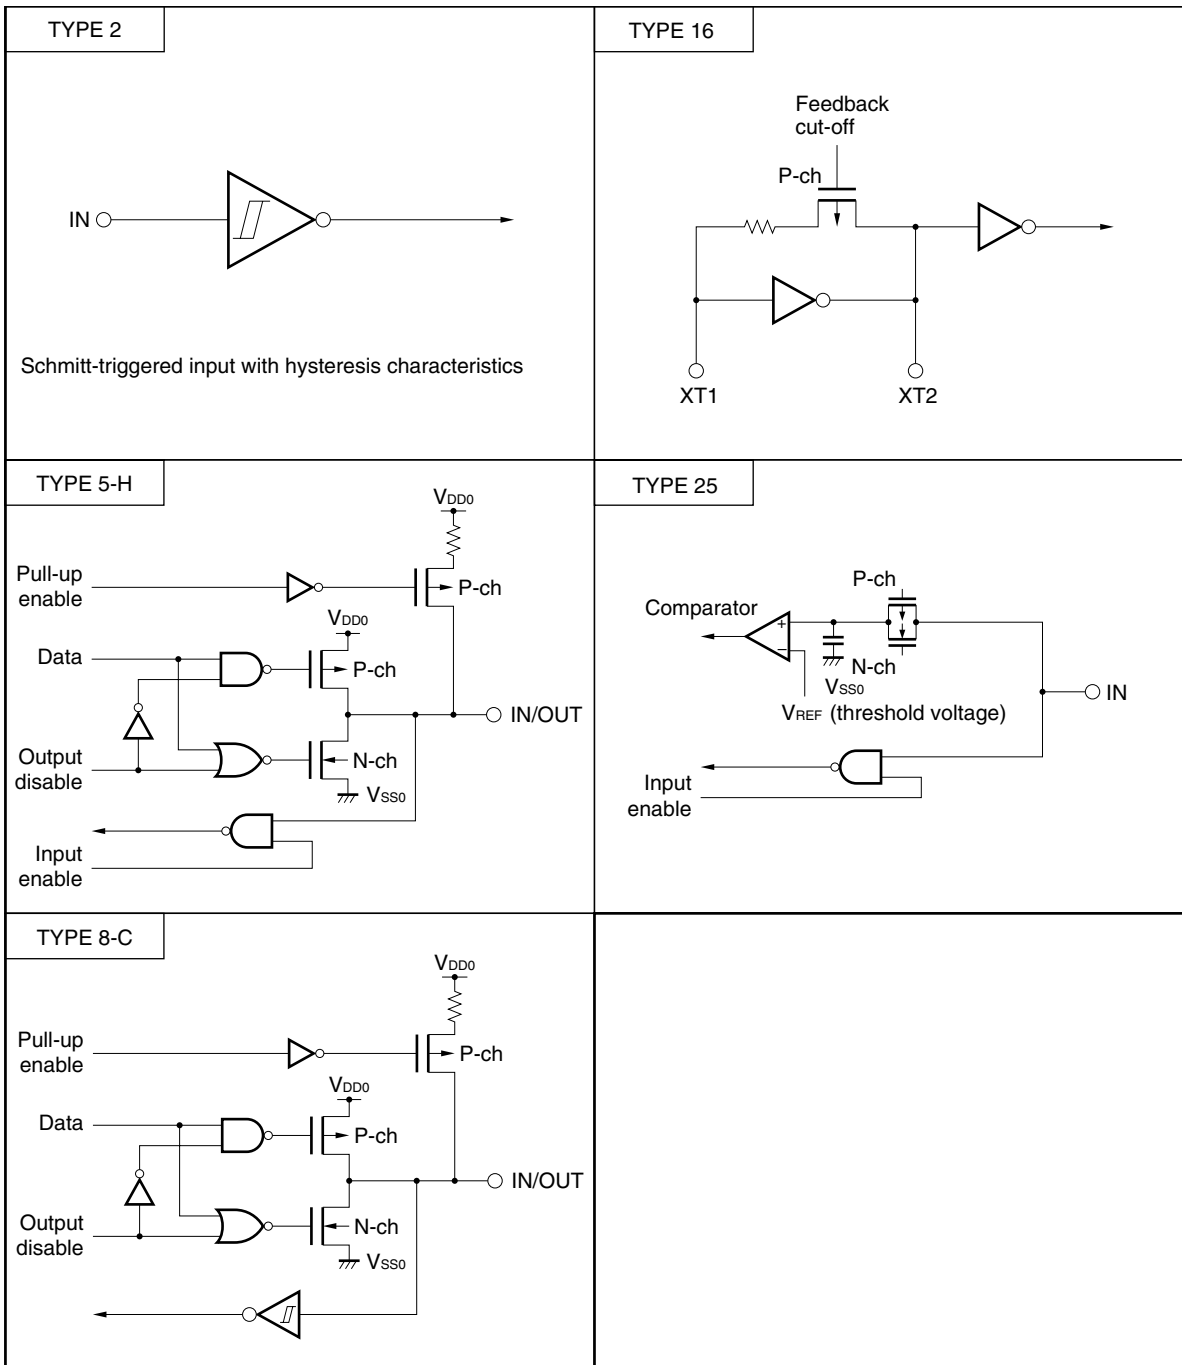 TYPE 2
IN
Schmitt-triggered input with hysteresis characteristics
TYPE 16
Feedback
cut-off
P-ch
XT1
XT2
TYPE 5-H
VDD0
Pull-up
enable
P-ch
VDD0
Data
P-ch
IN/OUT
Output
disable
N-ch
VSS0
Input
enable
TYPE 25
P-ch
Comparator
+
−
N-ch
VSS0
VREF (threshold voltage)
IN
Input
enable
TYPE 8-C
VDD0
Pull-up
enable
P-ch
VDD0
Data
P-ch
IN/OUT
Output
disable
N-ch
VSS0